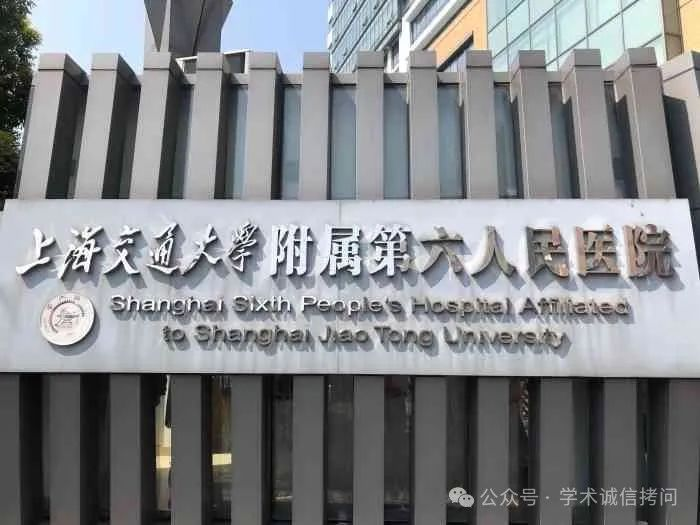 上海交通大學附属第六人民医院
Shanghai Sixth People's Hospital Affiliated
to Shanghai Jiao Tong University
公众号 · 学术诚信拷问